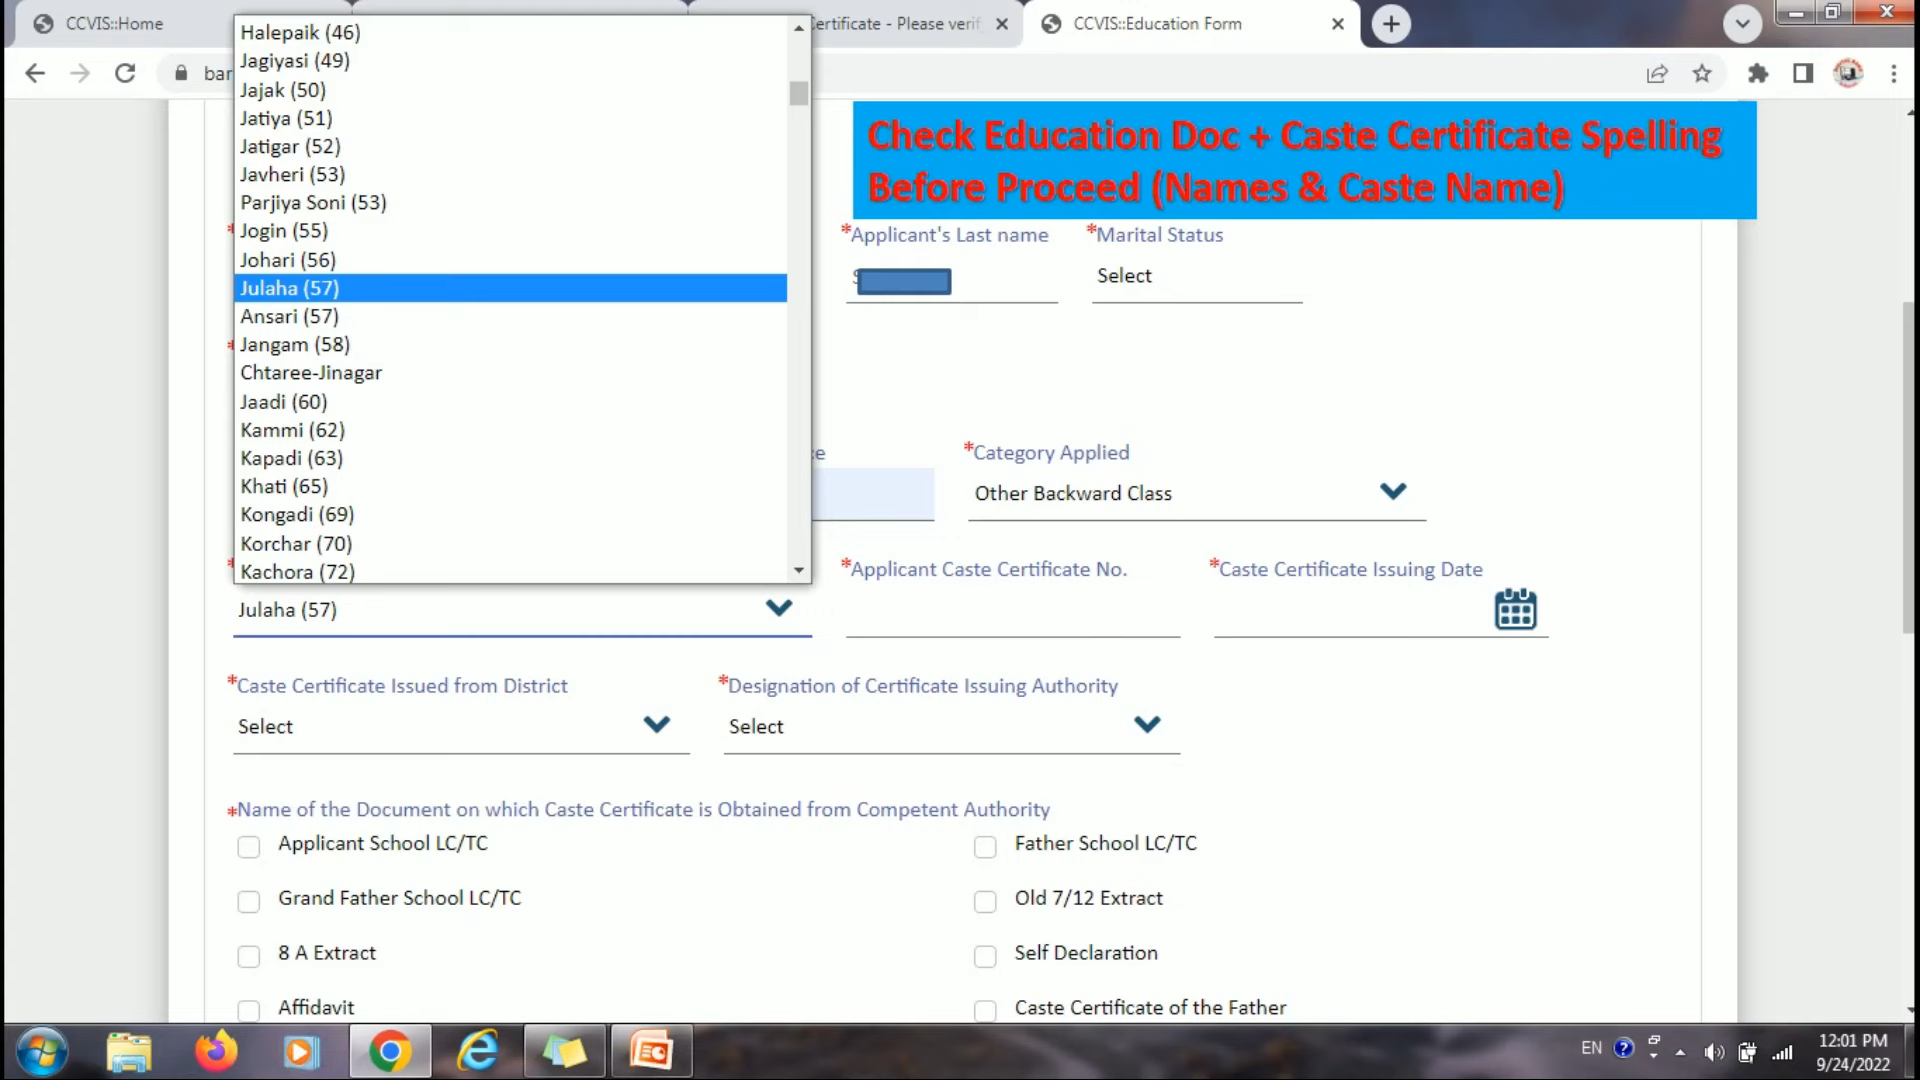 CCVIS::Home
Certificate - Please verif
CCVIS::Education Form
bar
Check Education Doc + Caste Certificate Spelling
Before Proceed (Names & Caste Name)
Halepaik (46)
Jagiyasi (49)
Jajak (50)
Jatiya (51)
Jatigar (52)
Javheri (53)
Parjiya Soni (53)
Jogin (55)
Johari (56)
Julaha (57)
Ansari (57)
Jangam (58)
Chtaree-Jinagar
Jaadi (60)
Kammi (62)
Kapadi (63)
Khati (65)
Kongadi (69)
Korchar (70)
Kachora (72)
*Applicant's Last name
*Marital Status
Select
*Category Applied
Other Backward Class
Julaha (57)
*Applicant Caste Certificate No.
*Caste Certificate Issuing Date
*Caste Certificate Issued from District
*Designation of Certificate Issuing Authority
Select
Select
*Name of the Document on which Caste Certificate is Obtained from Competent Authority
Applicant School LC/TC
Father School LC/TC
Grand Father School LC/TC
Old 7/12 Extract
8 A Extract
Self Declaration
Affidavit
Caste Certificate of the Father
EN
12:01 PM
9/24/2022